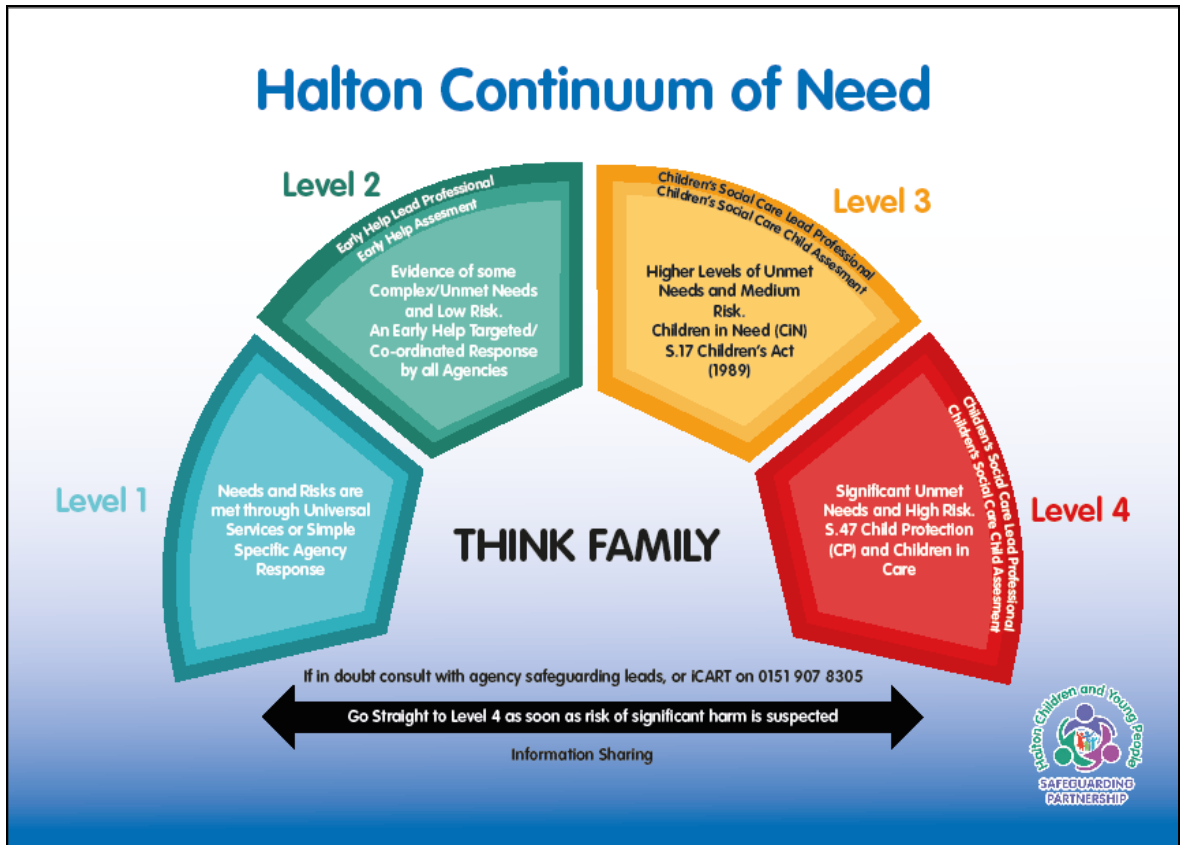 Halton Continuum of Need
Level 1
Needs and Risks are
met through Universal
Services or Simple
Specific Agency
Response
Level 2
Early Help Lead Professional
Early Help Assesment
Evidence of some
Complex/Unmet Needs
and Low Risk.
An Early Help Targeted/
Co-ordinated Response
by all Agencies
Level 3
Children's Social Care Lead Professional
Children's Social Care Child Assesment
Higher Levels of Unmet
Needs and Medium
Risk.
Children in Need (CiN)
S.17 Children's Act
(1989)
Level 4
Children's Social Care Lead Professional
Children's Social Care Child Assesment
Significant Unmet
Needs and High Risk.
S.47 Child Protection
(CP) and Children in
Care
THINK FAMILY
If in doubt consult with agency safeguarding leads, or iCART on 0151 907 8305
Go Straight to Level 4 as soon as risk of significant harm is suspected
Information Sharing
Halton Children and Young People
SAFEGUARDING
PARTNERSHIP